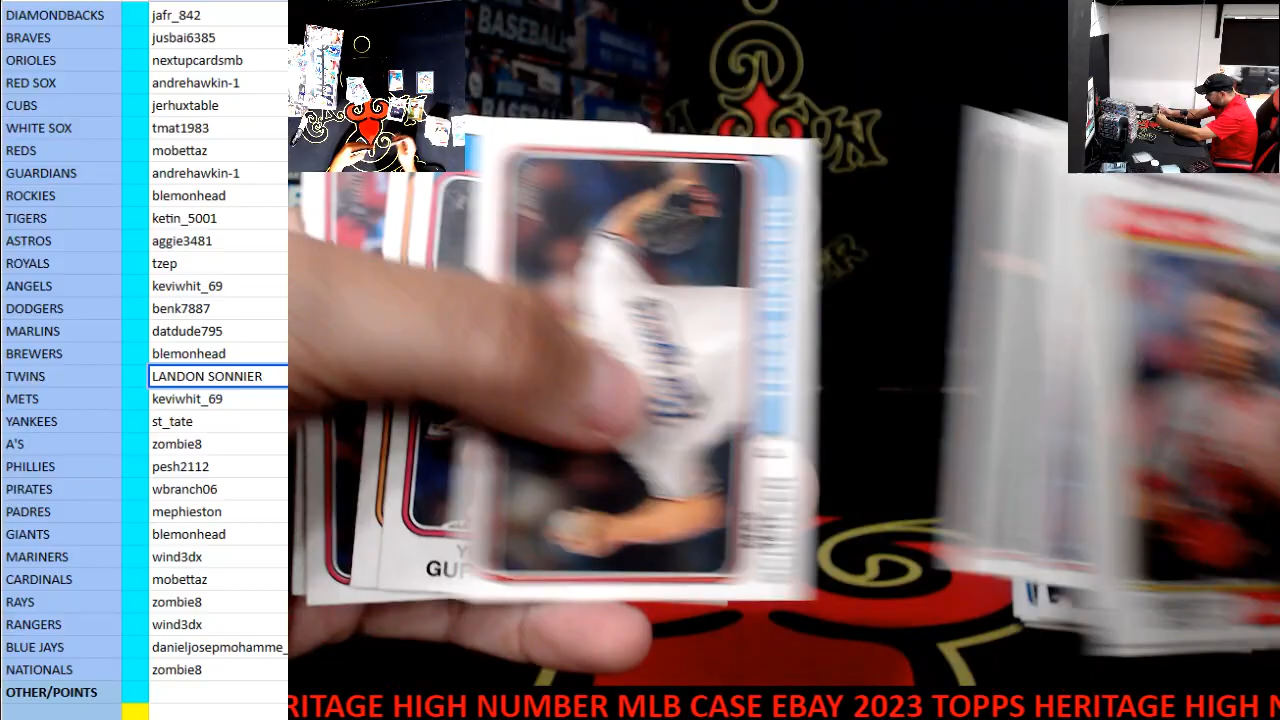 DIAMONDBACKS jafr_842
BRAVES jusbai6385
ORIOLES nextupcardsmb
RED SOX andrehawkin-1
CUBS jerhuxtable
WHITE SOX tmat1983
REDS mobettaz
GUARDIANS andrehawkin-1
ROCKIES blemonhead
TIGERS ketin_5001
ASTROS aggie3481
ROYALS tzep
ANGELS keviwhit_69
DODGERS benk7887
MARLINS datdude795
BREWERS blemonhead
TWINS LANDON SONNIER
METS keviwhit_69
YANKEES st_tate
A'S zombie8
PHILLIES pesh2112
PIRATES wbranch06
PADRES mephieston
GIANTS blemonhead
MARINERS wind3dx
CARDINALS mobettaz
RAYS zombie8
RANGERS wind3dx
BLUE JAYS danieljosepmohamme_
NATIONALS zombie8
OTHER/POINTS
BASEBALL
GUR
RITAGE HIGH NUMBER MLB CASE EBAY 2023 TOPPS HERITAGE HIGH N